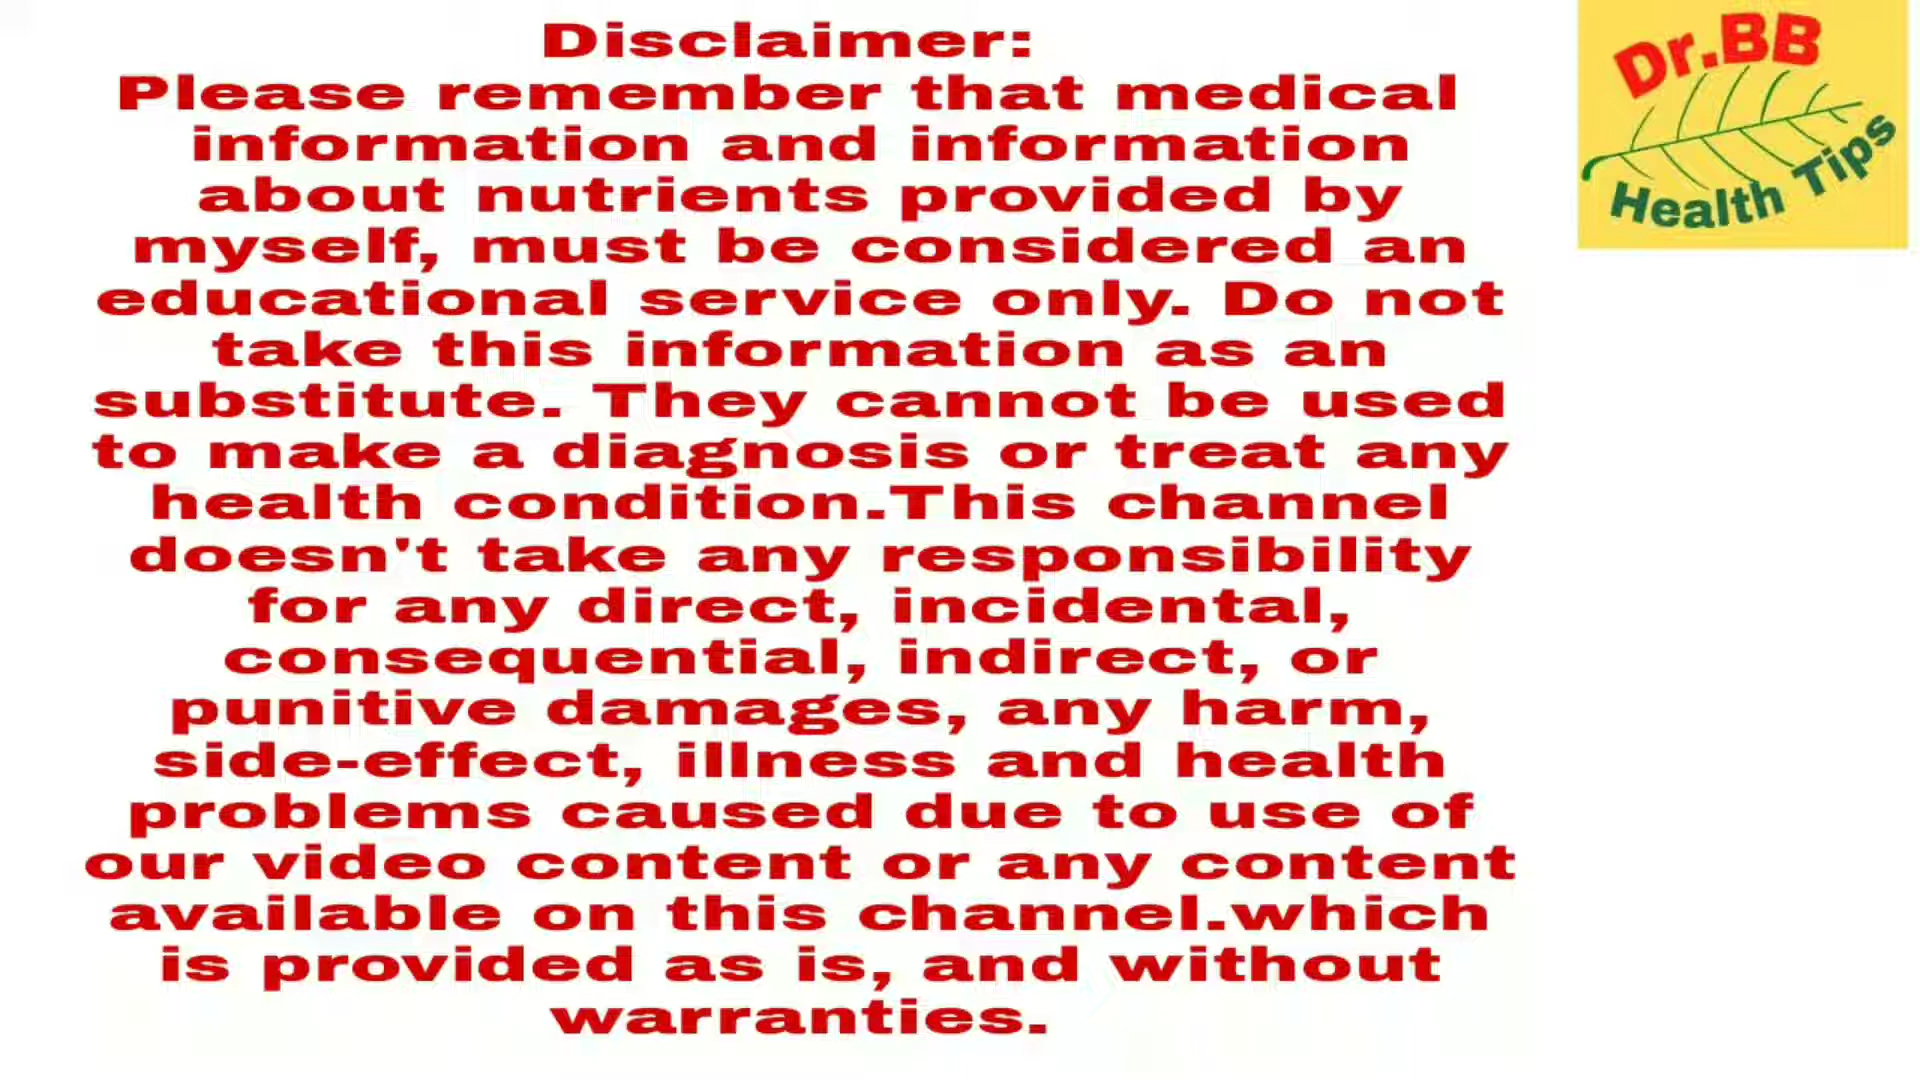 Disclaimer:
Please remember that medical
information and information
about nutrients provided by
myself, must be considered an
educational service only. Do not
take this information as an
substitute. They cannot be used
to make a diagnosis or treat any
health condition.This channel
doesn't take any responsibility
for any direct, incidental,
consequential, indirect, or
punitive damages, any harm,
side-effect, illness and health
problems caused due to use of
our video content or any content
available on this channel.which
is provided as is, and without
warranties.
Dr.BB
Health Tips